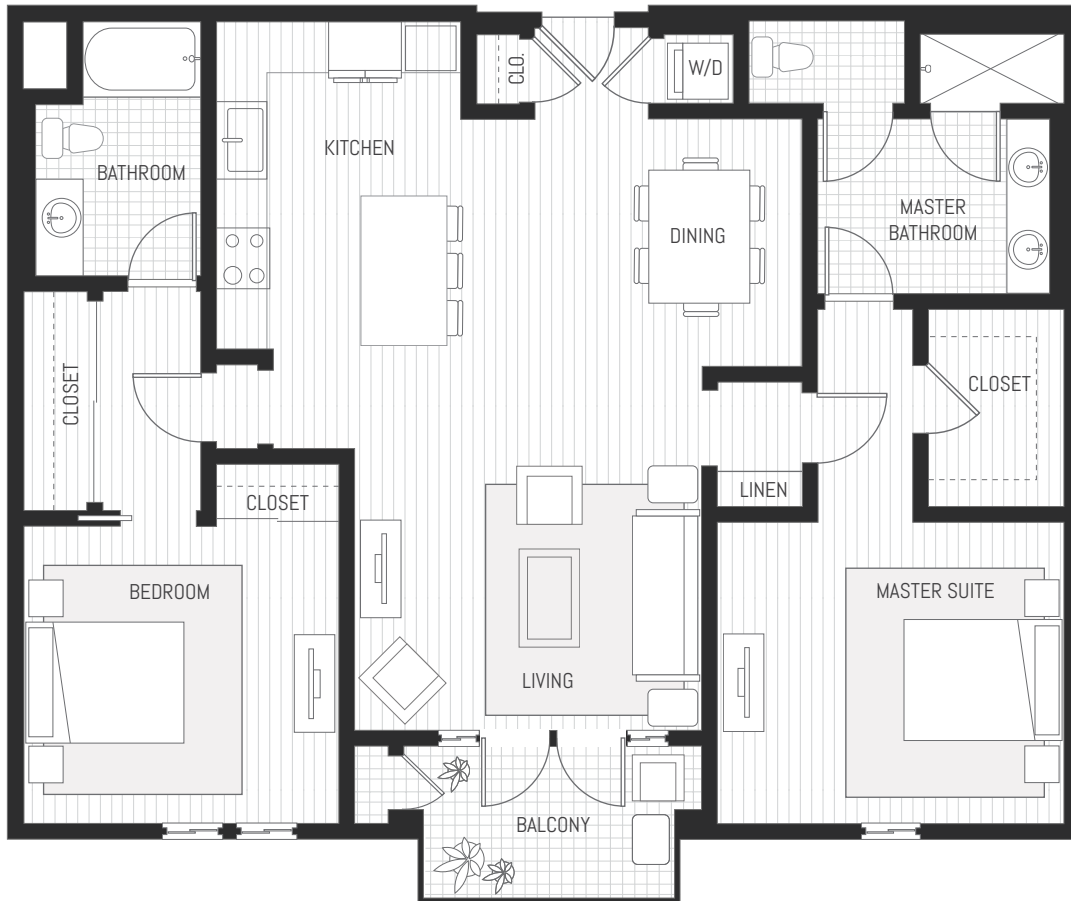 CLO.
W/D
KITCHEN
BATHROOM
MASTER
BATHROOM
DINING
CLOSET
CLOSET
LINEN
CLOSET
BEDROOM
MASTER SUITE
LIVING
BALCONY